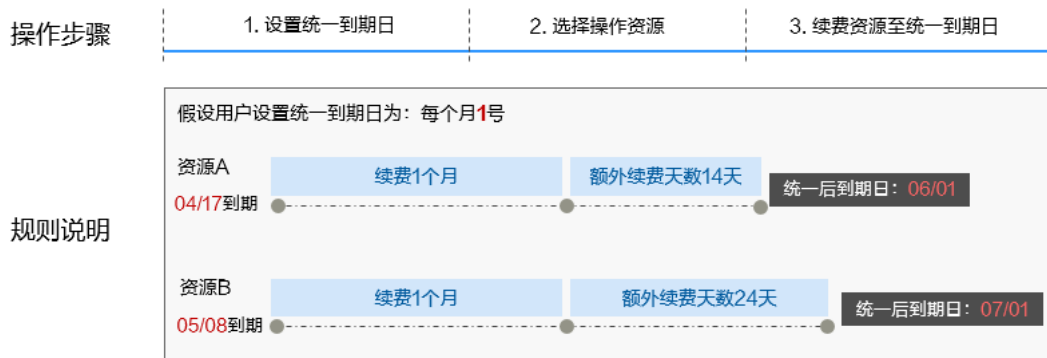 操作步骤
1. 设置统一到期日
2. 选择操作资源
3. 续费资源至统一到期日
假设用户设置统一到期日为：每个月1号
资源A
续费1个月
额外续费天数14天
04/17到期
统一后到期日：06/01
规则说明
资源B
续费1个月
额外续费天数24天
05/08到期
统一后到期日：07/01